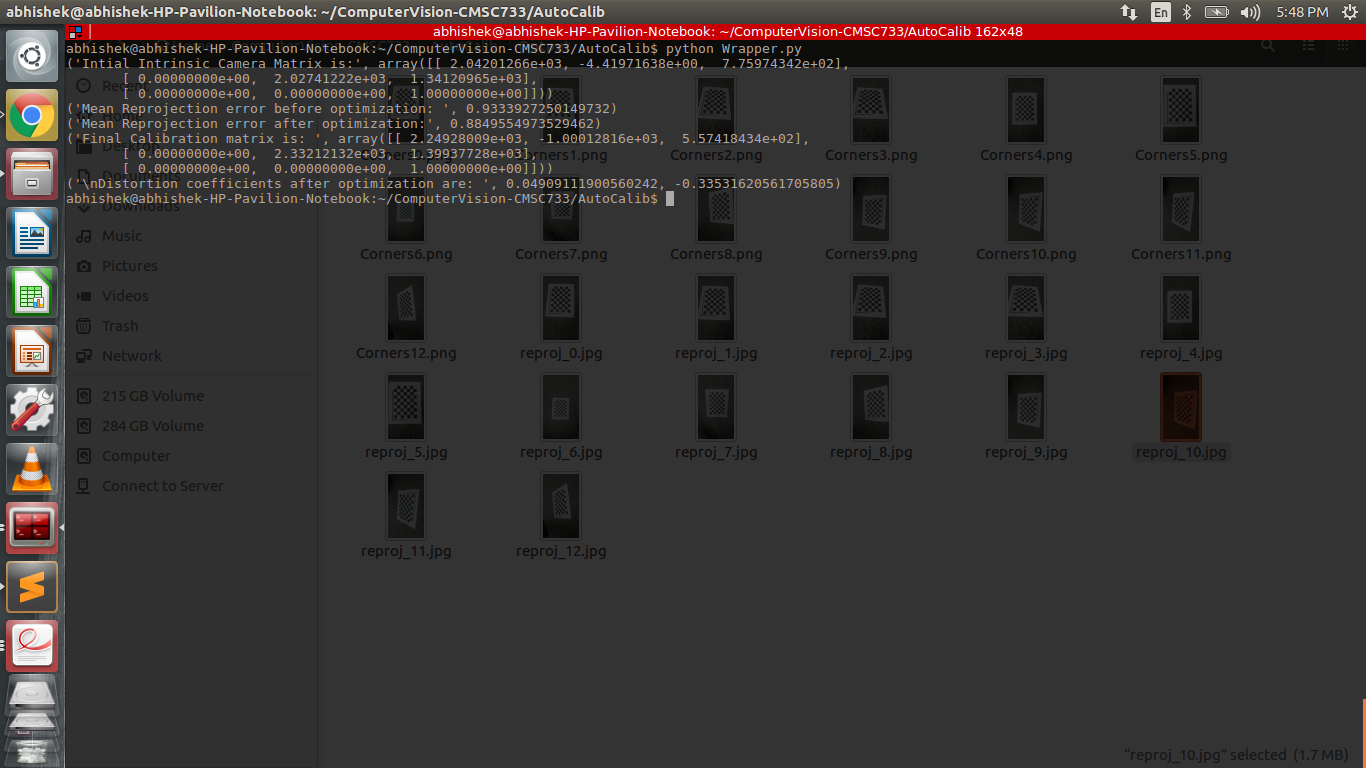 abhishek@abhishek-HP-Pavilion-Notebook: ~/ComputerVision-CMSC733/AutoCalib
En
5:48 PM
abhishek@abhishek-HP-Pavilion-Notebook: ~/ComputerVision-CMSC733/AutoCalib 162x48
abhishek@abhishek-HP-Pavilion-Notebook:~/ComputerVision-CMSC733/AutoCalib$ python Wrapper.py
('Intial Intrinsic Camera Matrix is:', array([[ 2.04201266e+03, -4.41971638e+00,  7.75974342e+02],
[ 0.00000000e+00,  2.02741222e+03,  1.34120965e+03],
[ 0.00000000e+00,  0.00000000e+00,  1.00000000e+00]]))
('Mean Reprojection error before optimization: ', 0.9333927250149732)
('Mean Reprojection error after optimization:', 0.8849554973529462)
('Final Calibration matrix is: ', array([[ 2.24928009e+03, -1.00012816e+03,  5.57418434e+02],
[ 0.00000000e+00,  2.33212132e+03,  1.39937728e+03],
[ 0.00000000e+00,  0.00000000e+00,  1.00000000e+00]]))
('\nDistortion coefficients after optimization are: ', 0.04909111900560242, -0.33531620561705805)
abhishek@abhishek-HP-Pavilion-Notebook:~/ComputerVision-CMSC733/AutoCalib$
Recent
Documents
Downloads
Music
Pictures
Videos
Trash
Network
215 GB Volume
284 GB Volume
Computer
Connect to Server
Corners1.png
Corners2.png
Corners3.png
Corners4.png
Corners5.png
Corners6.png
Corners7.png
Corners8.png
Corners9.png
Corners10.png
Corners11.png
Corners12.png
reproj_0.jpg
reproj_1.jpg
reproj_2.jpg
reproj_3.jpg
reproj_4.jpg
reproj_5.jpg
reproj_6.jpg
reproj_7.jpg
reproj_8.jpg
reproj_9.jpg
reproj_10.jpg
reproj_11.jpg
reproj_12.jpg
“reproj_10.jpg” selected (1.7 MB)